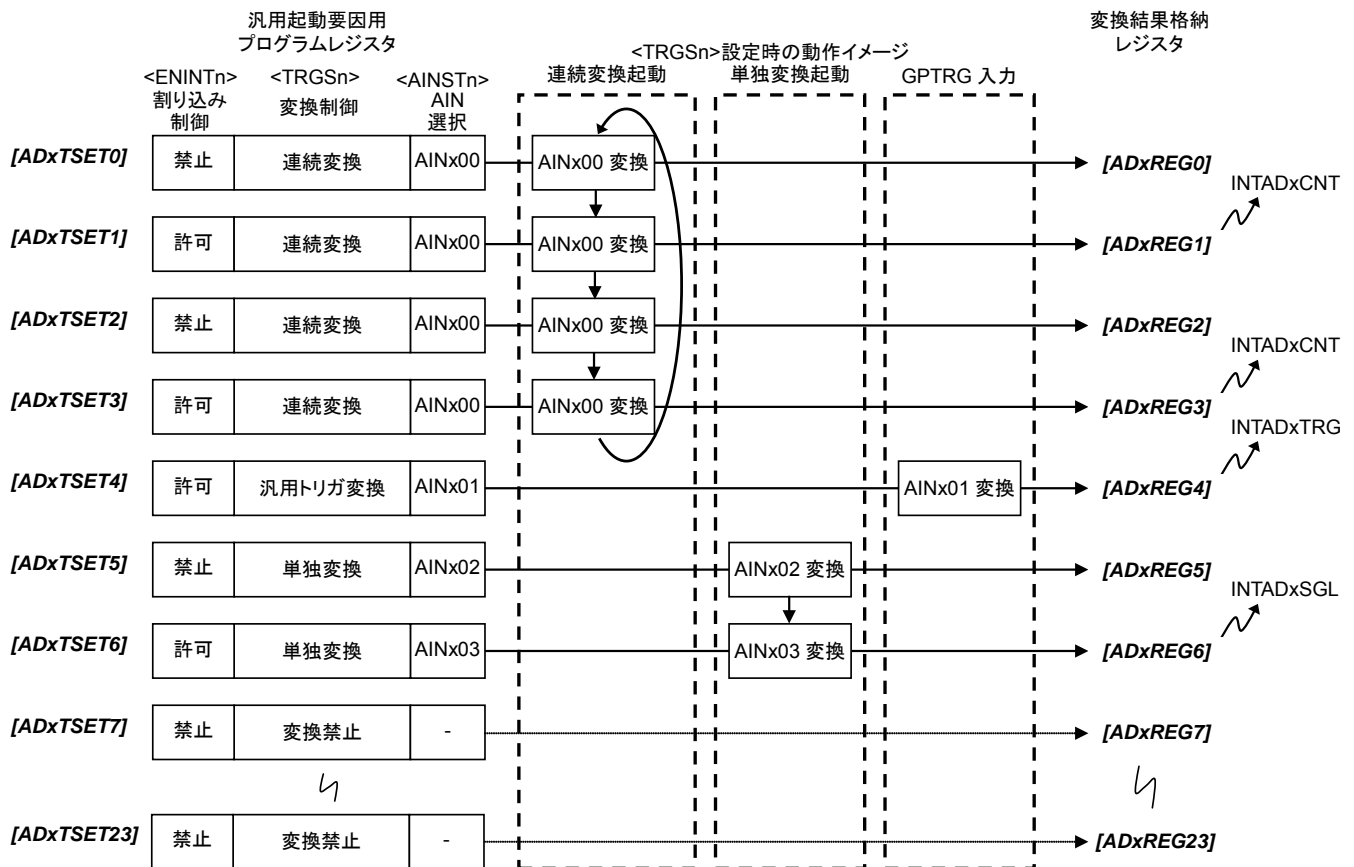 汎用起動要因用
プログラムレジスタ
変換結果格納
レジスタ
<TRGSn>設定時の動作イメージ
<ENINTn>
割り込み
制御
<TRGSn>
変換制御
<AINSTn>
AIN
選択
連続変換起動
単独変換起動
GPTRG 入力
[ADxTSET0] 禁止 連続変換 AINx00 AINx00 変換 [ADxREG0]
INTADxCNT
[ADxTSET1] 許可 連続変換 AINx00 AINx00 変換 [ADxREG1]
[ADxTSET2] 禁止 連続変換 AINx00 AINx00 変換 [ADxREG2]
INTADxCNT
[ADxTSET3] 許可 連続変換 AINx00 AINx00 変換 [ADxREG3]
INTADxTRG
[ADxTSET4] 許可 汎用トリガ変換 AINx01 AINx01 変換 [ADxREG4]
[ADxTSET5] 禁止 単独変換 AINx02 AINx02 変換 [ADxREG5]
INTADxSGL
[ADxTSET6] 許可 単独変換 AINx03 AINx03 変換 [ADxREG6]
[ADxTSET7] 禁止 変換禁止 - [ADxREG7]
[ADxTSET23] 禁止 変換禁止 - [ADxREG23]